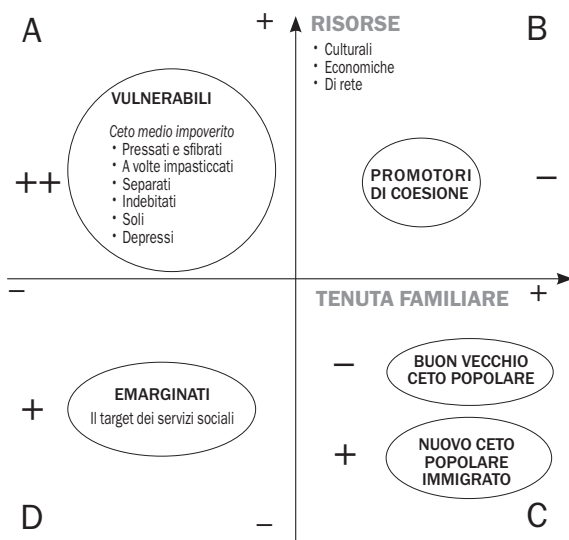 A
+
RISORSE
• Culturali
• Economiche
• Di rete
B
VULNERABILI
Ceto medio impoverito
• Pressati e sfibrati
• A volte impasticcati
• Separati
• Indebitati
• Soli
• Depressi
++
PROMOTORI
DI COESIONE
–
–
TENUTA FAMILIARE
+
EMARGINATI
Il target dei servizi sociali
+
–
BUON VECCHIO
CETO POPOLARE
+
NUOVO CETO
POPOLARE
IMMIGRATO
D
–
C